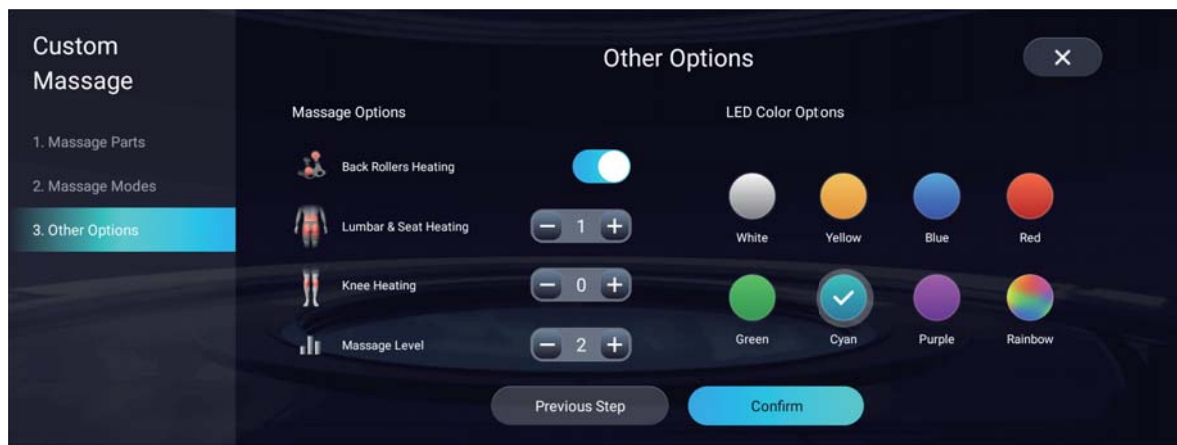 Custom
Massage
1. Massage Parts
2. Massage Modes
3. Other Options
Other Options
Massage Options
Back Rollers Heating
Lumbar & Seat Heating
1
Knee Heating
0
Massage Level
2
LED Color Optons
White
Yellow
Blue
Red
Green
Cyan
Purple
Rainbow
Previous Step
Confirm